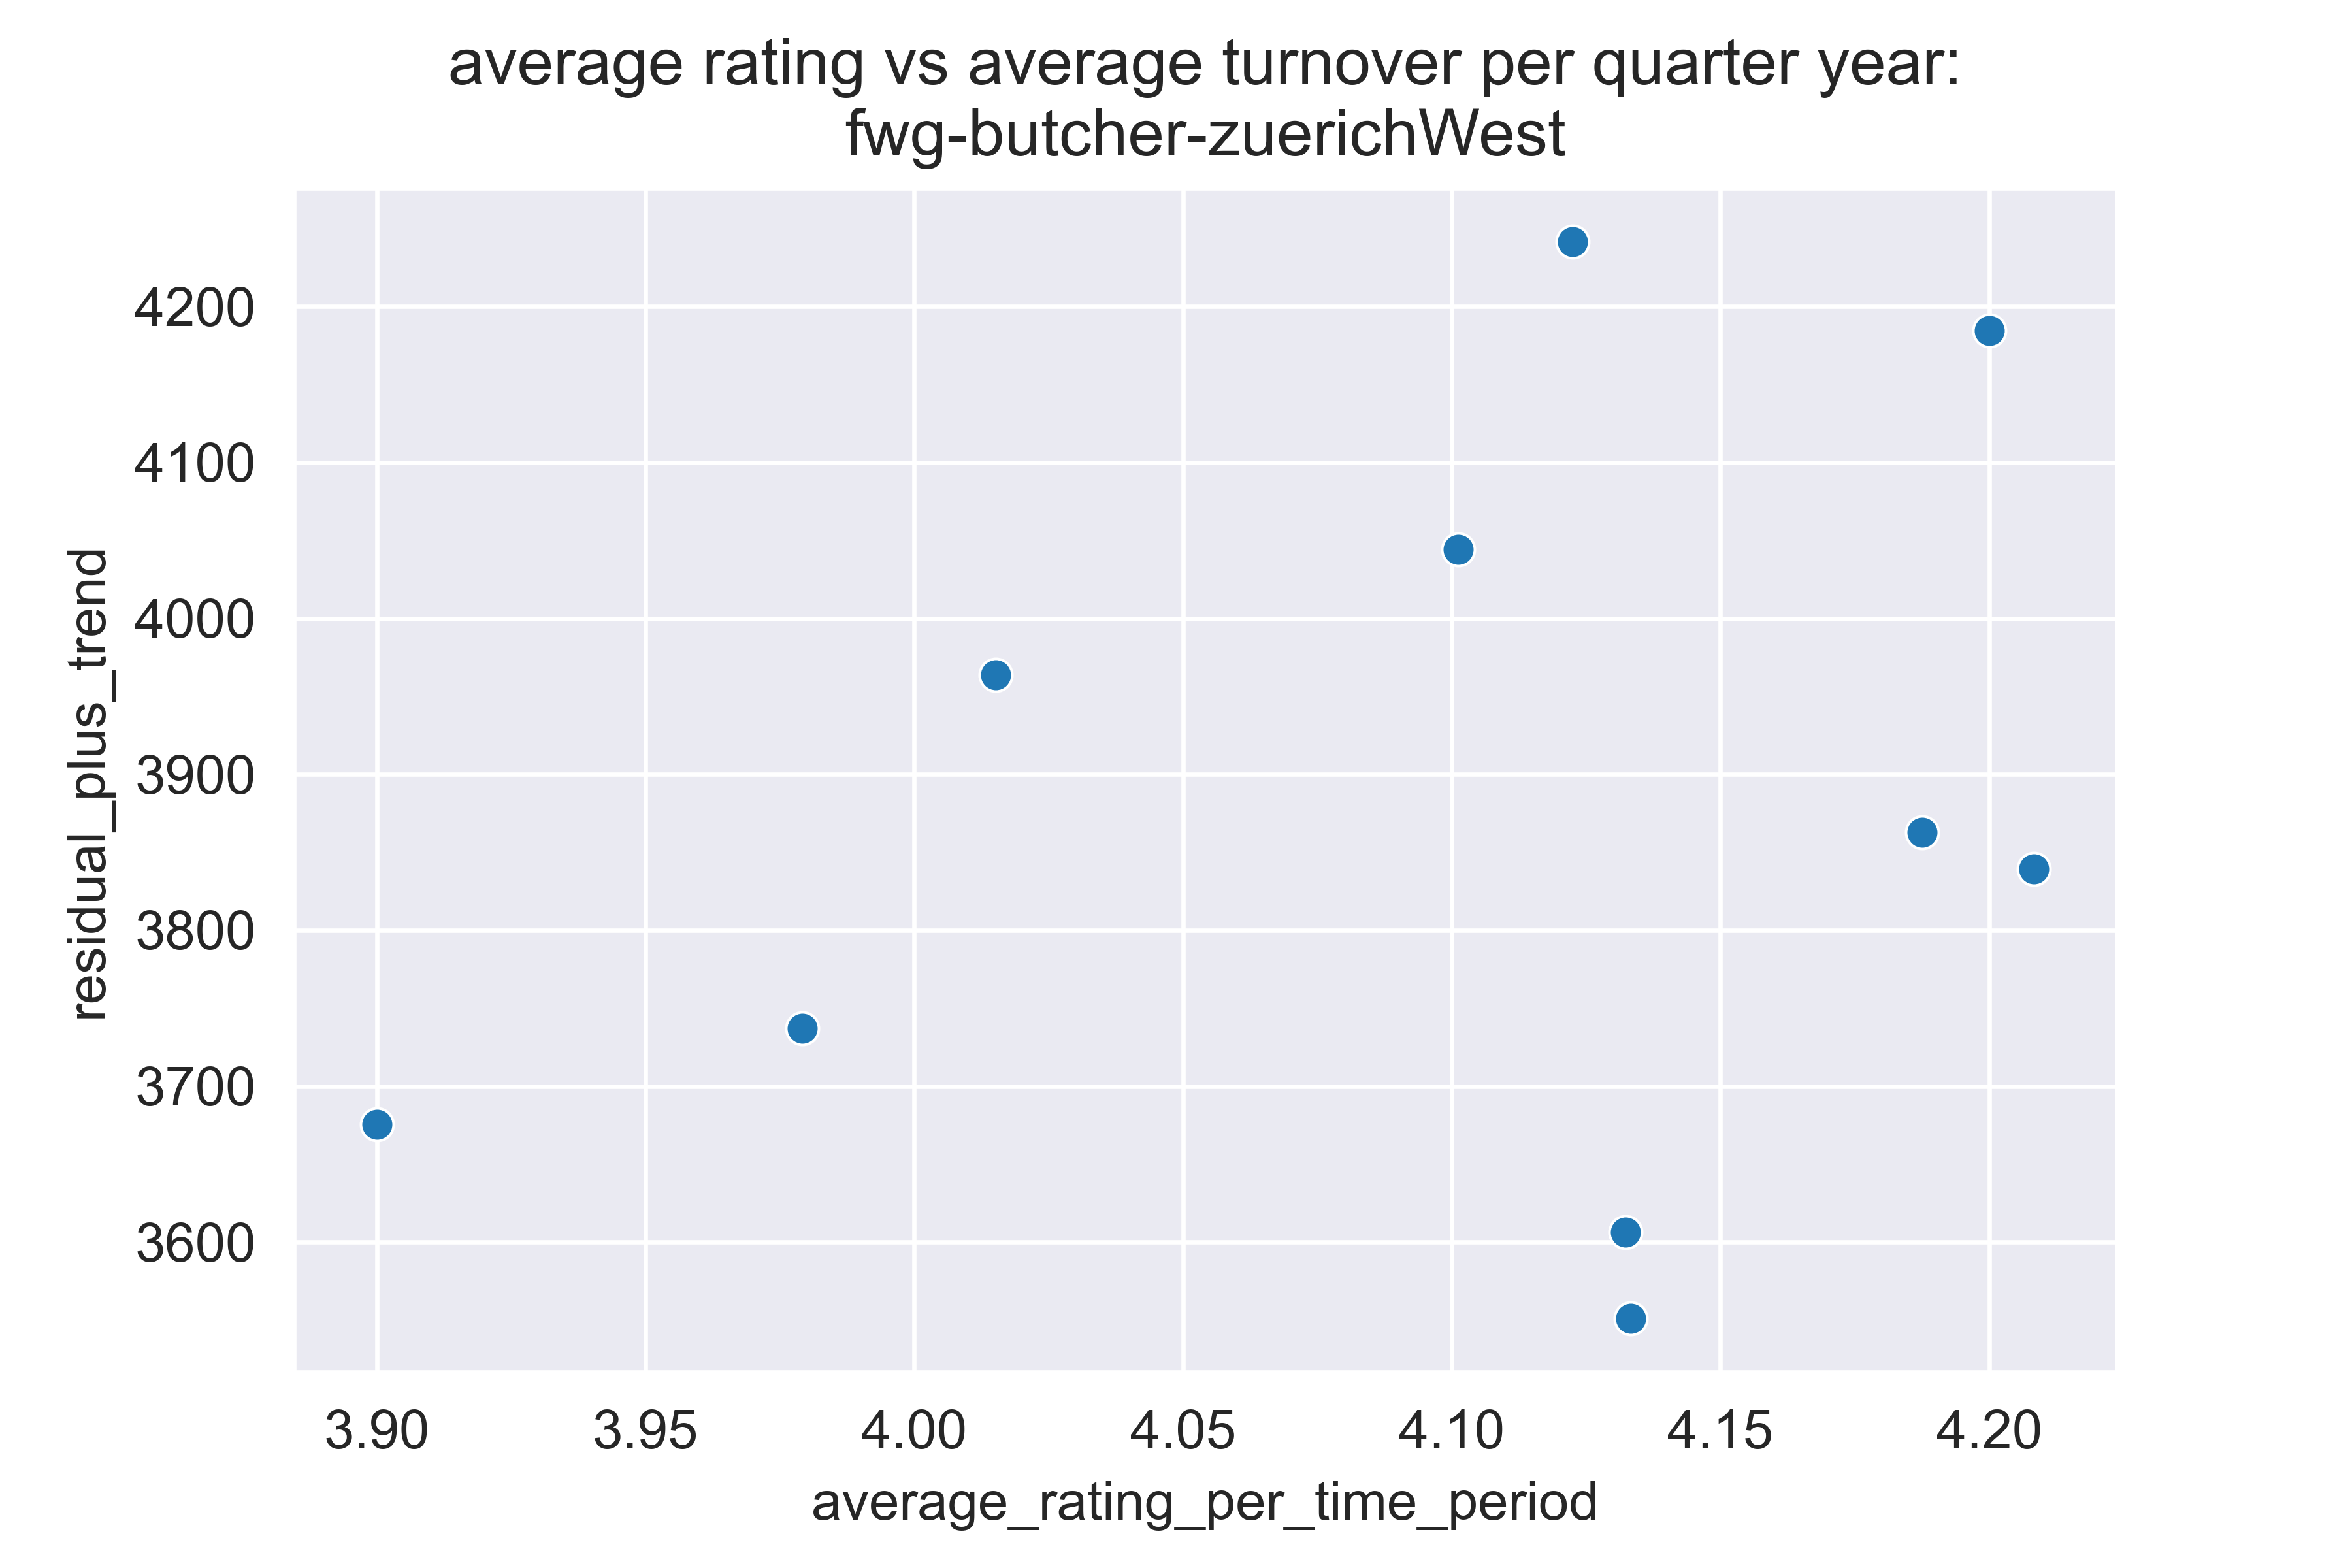 average rating vs average turnover per quarter year:
fwg-butcher-zuerichWest
4200
4100
4000
3900
3800
3700
3600
residual_plus_trend
3.90 3.95 4.00 4.05 4.10 4.15 4.20
average_rating_per_time_period